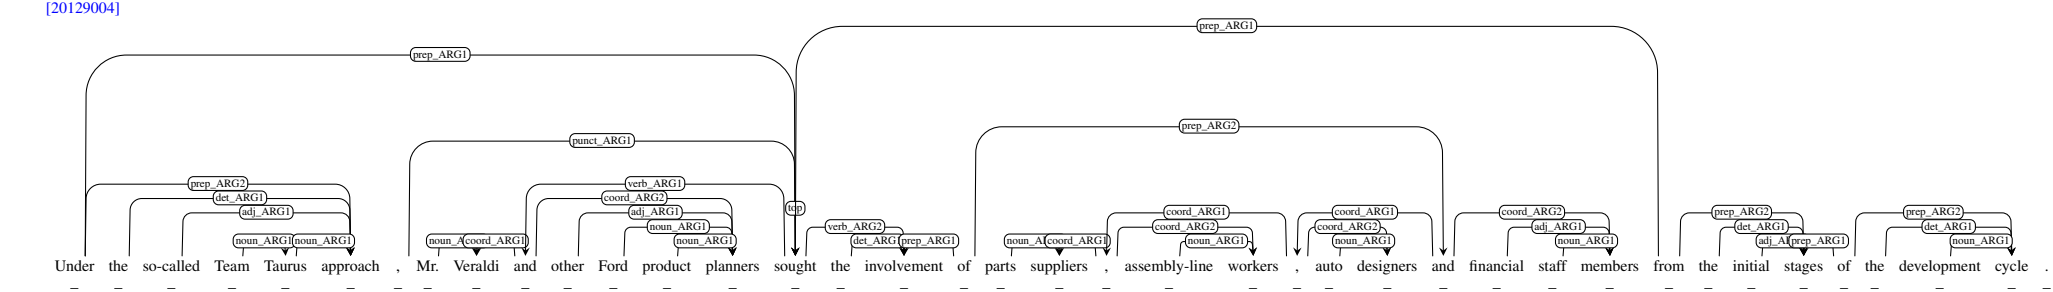 [20129004]
prep_ARG1
prep_ARG1
prep_ARG2
punct_ARG1
prep_ARG2 verb_ARG1
det_ARG1 coord_ARG2
top
adj_ARG1 adj_ARG1 coord_ARG1 coord_ARG1 coord_ARG2 prep_ARG2 prep_ARG2
noun_ARG1 verb_ARG2 coord_ARG2 coord_ARG2 adj_ARG1 det_ARG1 det_ARG1
noun_ARG1 noun_ARG1 coord_ARG1 noun_ARG1 prep_ARG1 coord_ARG1 noun_ARG1 noun_ARG1 noun_ARG1 prep_ARG1 noun_ARG1
Under the so-called Team Taurus approach , Mr. Veraldi and other Ford product planners sought the involvement of parts suppliers , assembly-line workers , auto designers and financial staff members from the initial stages of the development cycle .